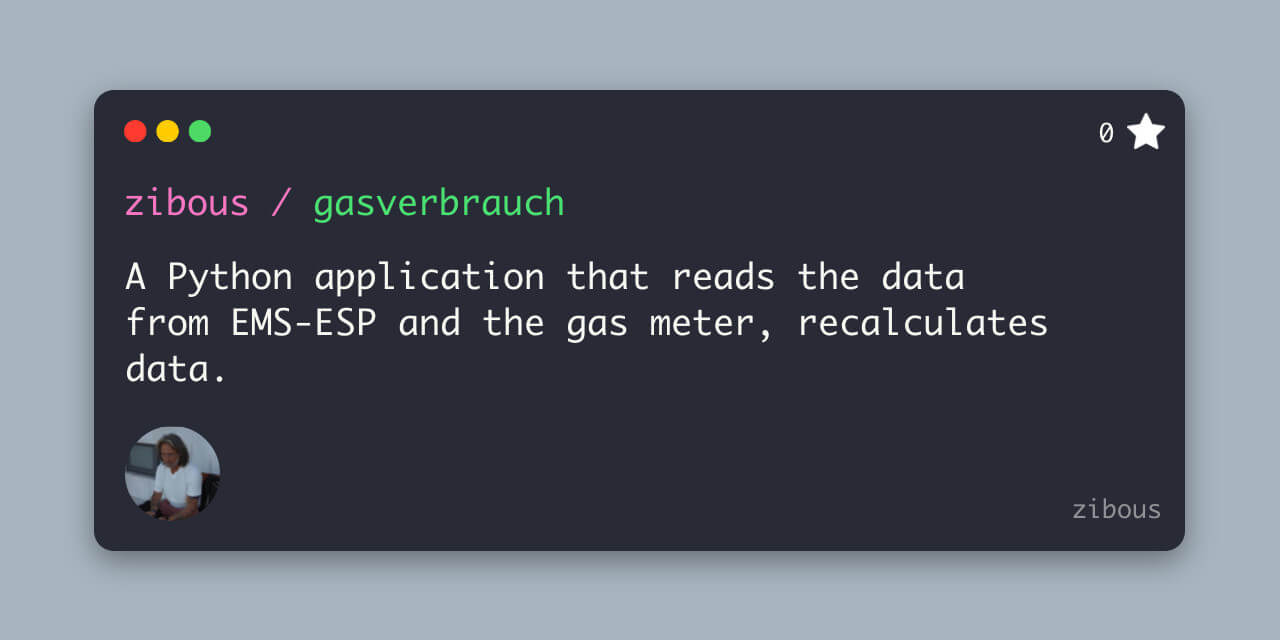 0
zibous / gasverbrauch
A Python application that reads the data
from EMS-ESP and the gas meter, recalculates
data.
zibous